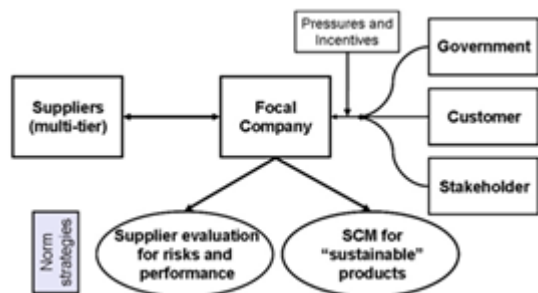 Pressures and
Incentives
Government
Suppliers
(multi-tier)
Focal
Company
Customer
Stakeholder
Norm
strategies
Supplier evaluation
for risks and
performance
SCM for
“sustainable”
products